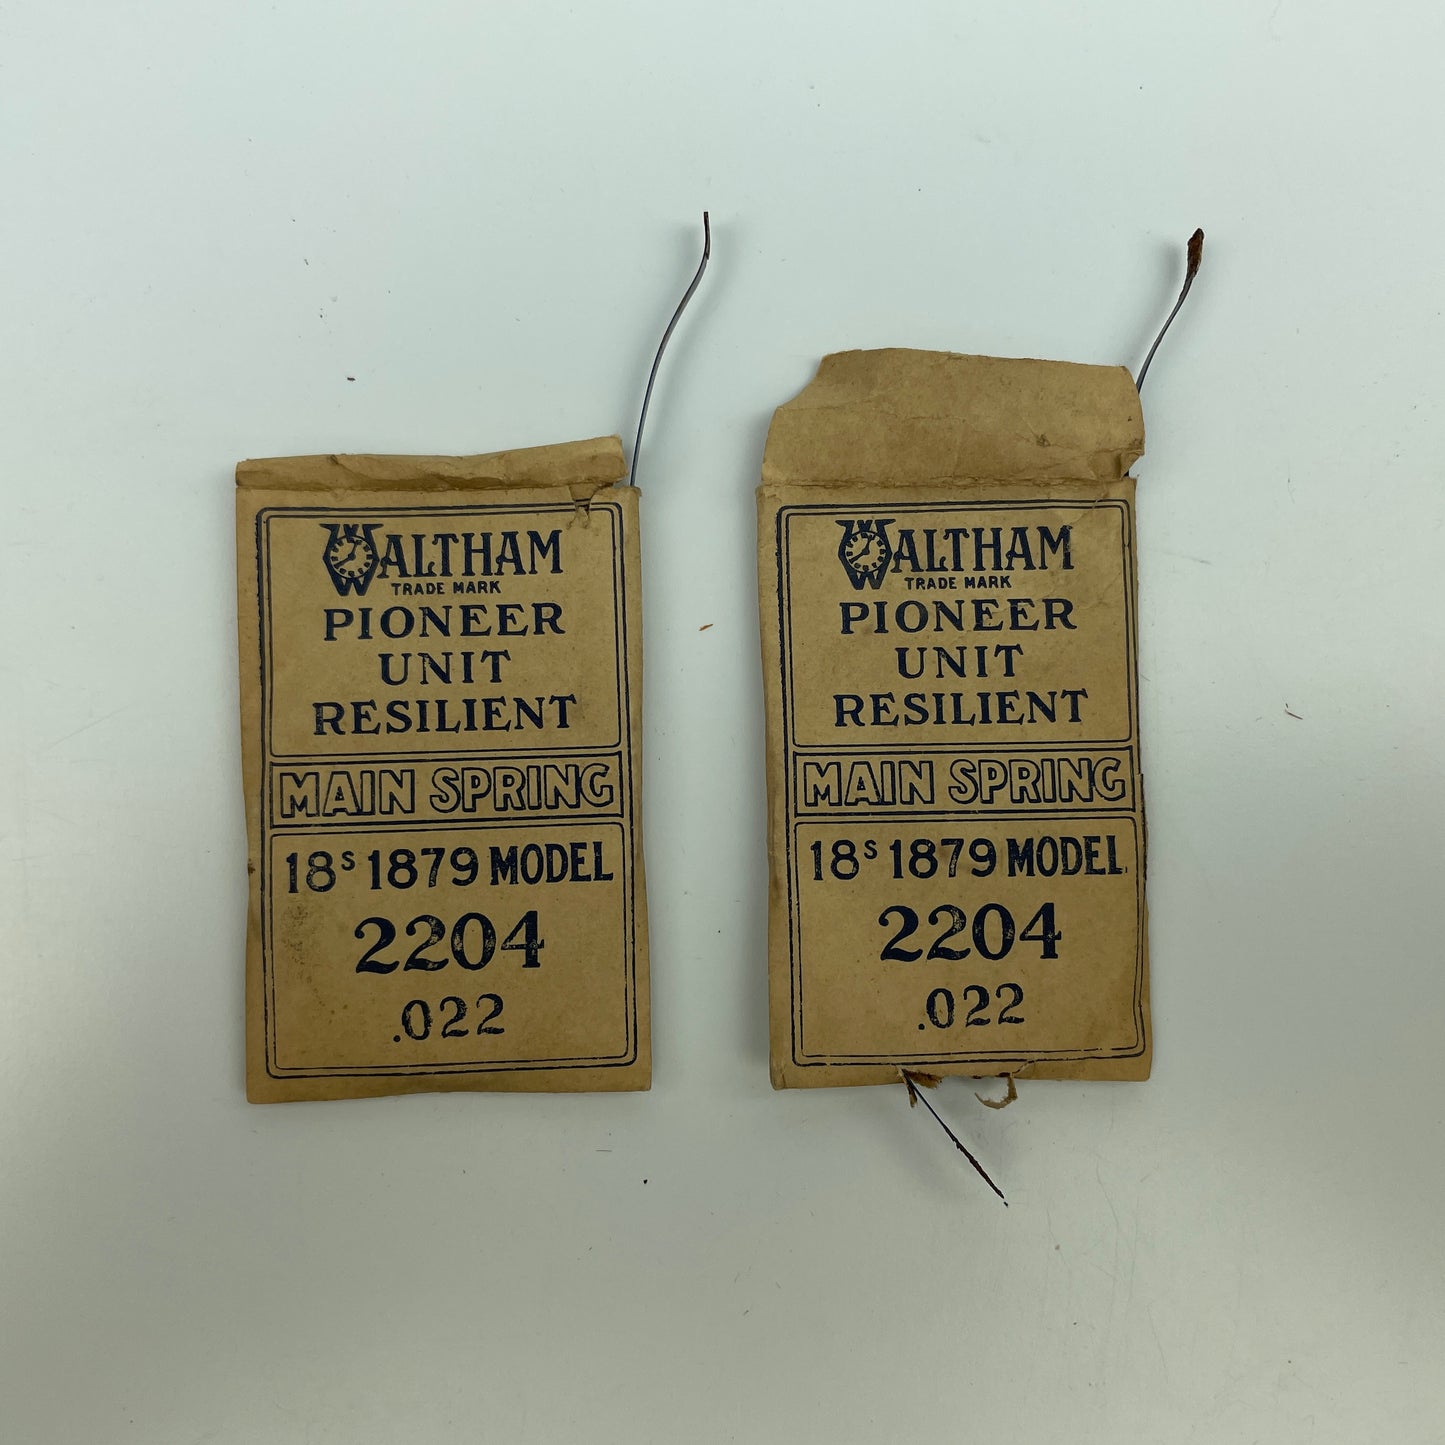 WALTHAM
TRADE MARK
PIONEER
UNIT
RESILIENT
MAIN SPRING
18s 1879 MODEL
2204
.022
WALTHAM
TRADE MARK
PIONEER
UNIT
RESILIENT
MAIN SPRING
18s 1879 MODEL
2204
.022